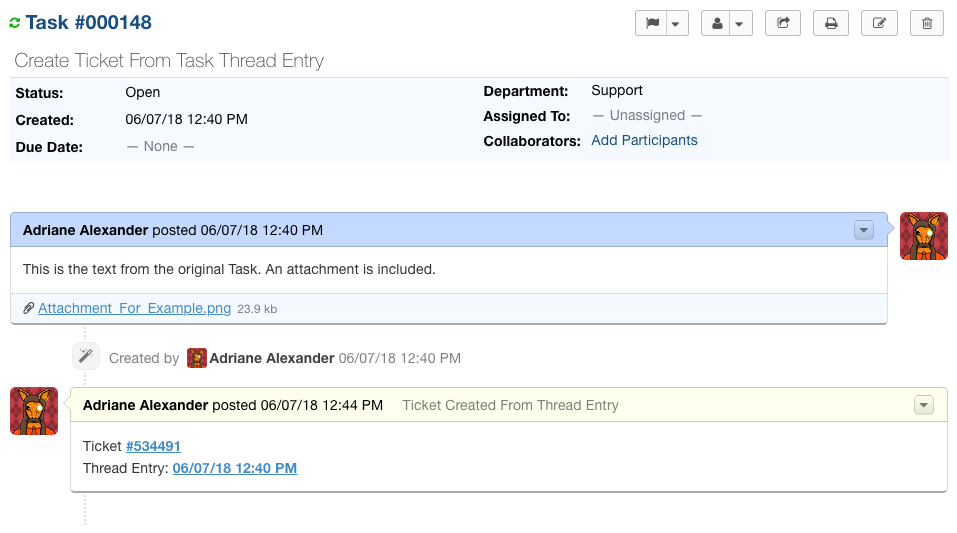 Task #000148
Create Ticket From Task Thread Entry
Status: Open
Department: Support
Created: 06/07/18 12:40 PM
Assigned To: — Unassigned —
Due Date: — None —
Collaborators: Add Participants
Adriane Alexander posted 06/07/18 12:40 PM
This is the text from the original Task. An attachment is included.
Attachment_For_Example.png 23.9 kb
Created by Adriane Alexander 06/07/18 12:40 PM
Adriane Alexander posted 06/07/18 12:44 PM Ticket Created From Thread Entry
Ticket #534491
Thread Entry: 06/07/18 12:40 PM